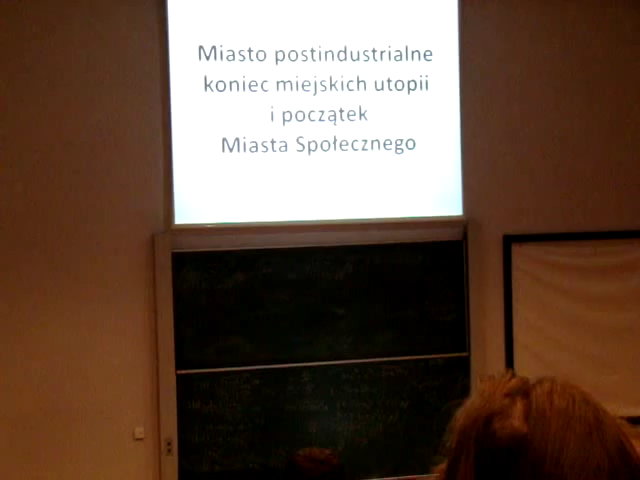 Miasto postindustrialne
koniec miejskich utopii
i początek
Miasta Społecznego